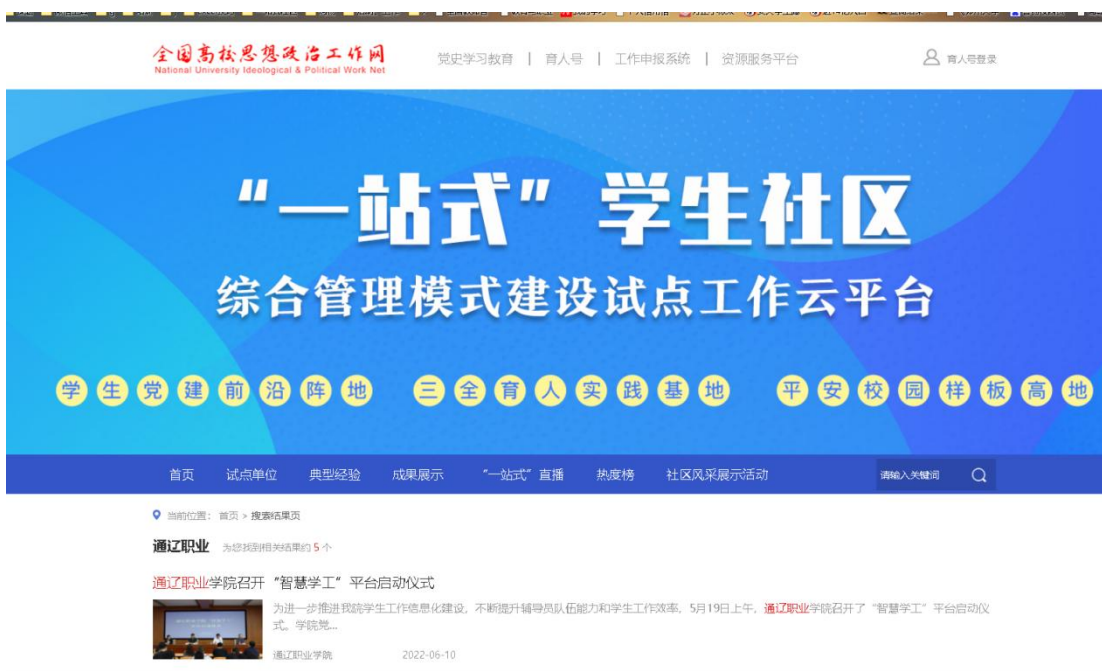 全国高校思想政治工作网
National University Ideological & Political Work Net
党史学习教育 | 育人号 | 工作申报系统 | 资源服务平台
育人号登录
“一站式”学生社区
综合管理模式建设试点工作云平台
学生党建前沿阵地 三全育人实践基地 平安校园样板高地
首页 试点单位 典型经验 成果展示 “一站式”直播 热度榜 社区风采展示活动 请输入关键词
当前位置: 首页 > 搜索结果页
通辽职业 为您找到相关结果约 5 个
通辽职业学院召开“智慧学工”平台启动仪式
为进一步推进我院学生工作信息化建设, 不断提升辅导员队伍能力和学生工作效率, 5月19日上午, 通辽职业学院召开了“智慧学工”平台启动仪
式。学院党...
通辽职业学院 2022-06-10